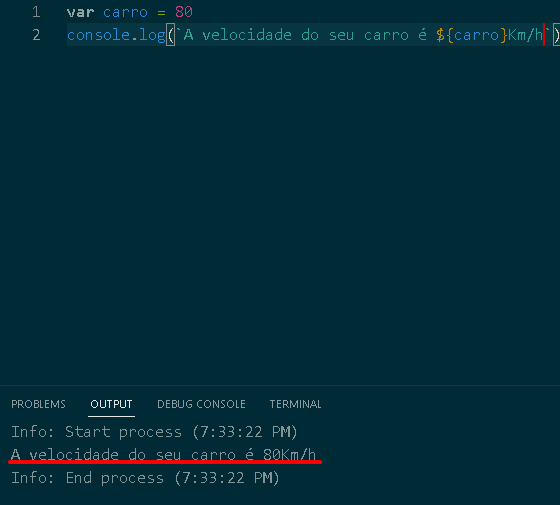 1 var carro = 80
2 console.log(`A velocidade do seu carro é ${carro}Km/h`)
PROBLEMS OUTPUT DEBUG CONSOLE TERMINAL
Info: Start process (7:33:22 PM)
A velocidade do seu carro é 80Km/h
Info: End process (7:33:22 PM)